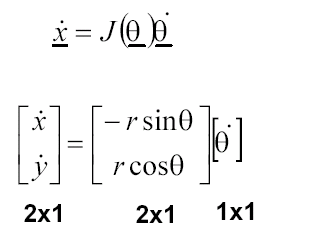 ẋ = J(θ)θ̇
[ẋ ẏ] = [−r sinθ r cosθ] [θ̇]
2x1 2x1 1x1